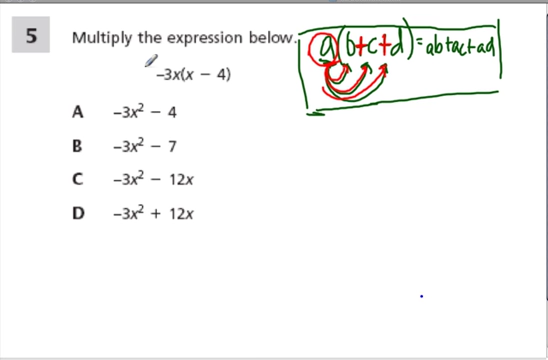 5 Multiply the expression below.
a(b+c+d)=ab+ac+ad
−3x(x − 4)
A −3x² − 4
B −3x² − 7
C −3x² − 12x
D −3x² + 12x